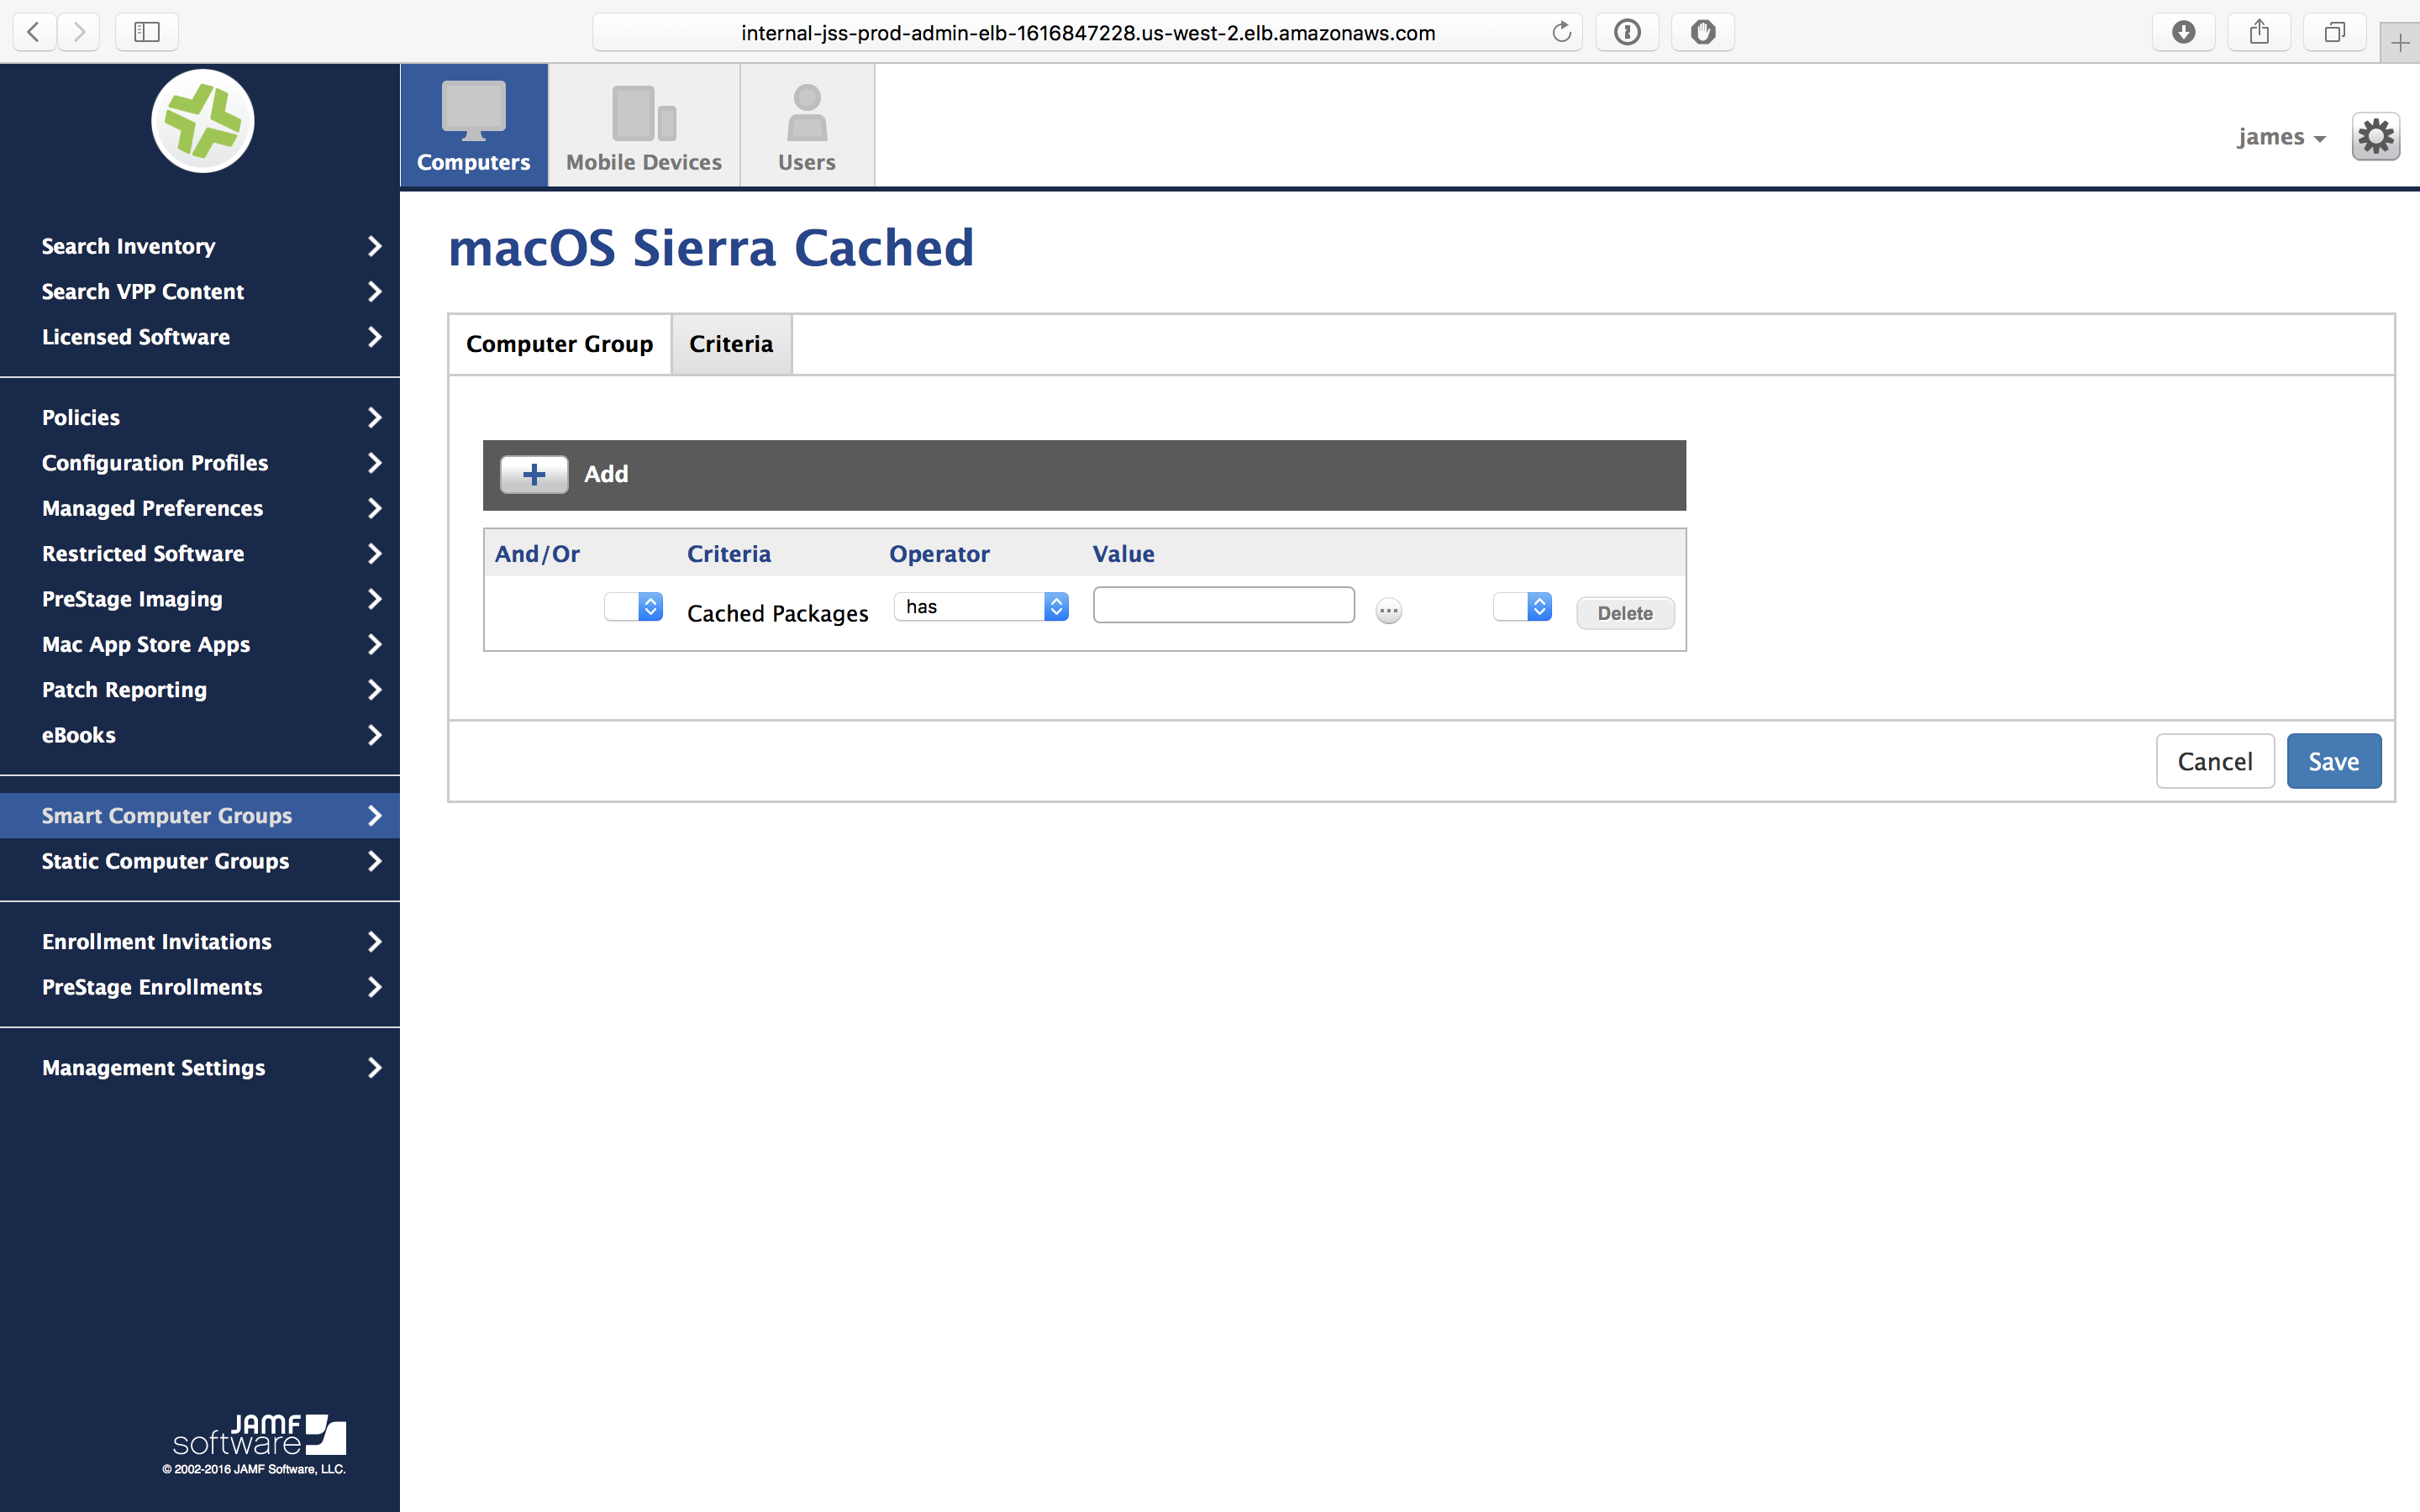 internal-jss-prod-admin-elb-1616847228.us-west-2.elb.amazonaws.com
Computers
Mobile Devices
Users
james
Search Inventory
Search VPP Content
Licensed Software
Policies
Configuration Profiles
Managed Preferences
Restricted Software
PreStage Imaging
Mac App Store Apps
Patch Reporting
eBooks
Smart Computer Groups
Static Computer Groups
Enrollment Invitations
PreStage Enrollments
Management Settings
JAMF
software
© 2002-2016 JAMF Software, LLC.
macOS Sierra Cached
Computer Group
Criteria
Add
And/Or Criteria Operator Value
Cached Packages has Delete
Cancel Save